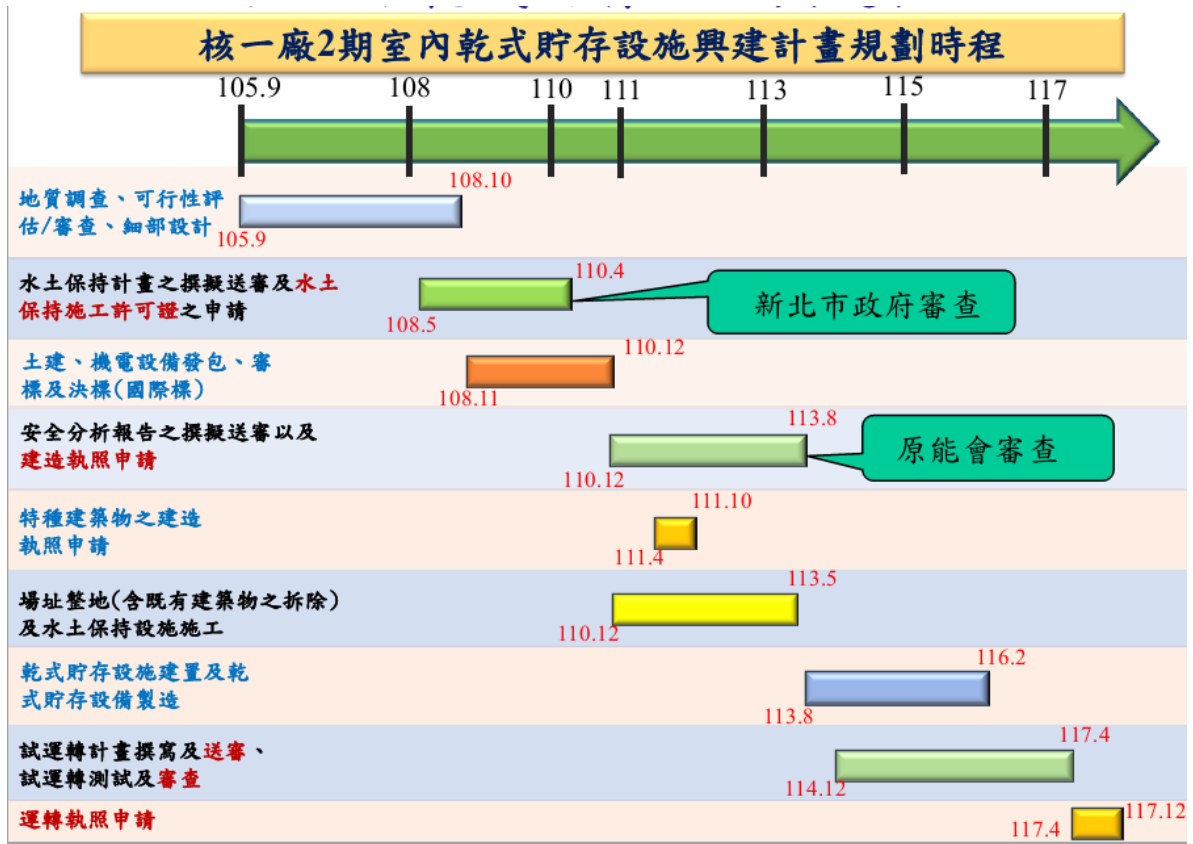 核一廠2期室內乾式貯存設施興建計畫規劃時程
105.9 108 110 111 113 115 117
地質調查、可行性評
估/審查、細部設計
108.10
105.9
水土保持計畫之撰擬送審及水土
保持施工許可證之申請
110.4
108.5
新北市政府審查
土建、機電設備發包、審
標及決標(國際標)
110.12
108.11
安全分析報告之撰擬送審以及
建造執照申請
113.8
110.12
原能會審查
特種建築物之建造
執照申請
111.10
111.4
場址整地(含既有建築物之拆除)
及水土保持設施施工
113.5
110.12
乾式貯存設施建置及乾
式貯存設備製造
116.2
113.8
試運轉計畫撰寫及送審、
試運轉測試及審查
117.4
114.12
運轉執照申請
117.12
117.4